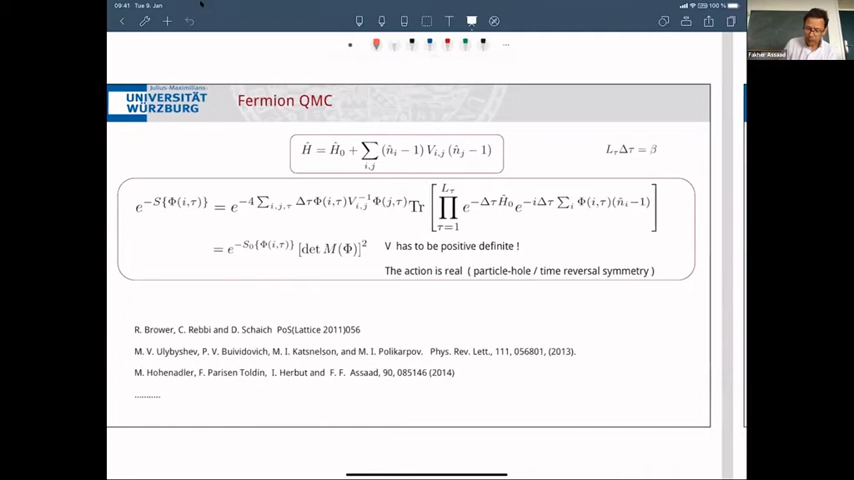 09:41 Tue 9. Jan
100 %
Fakher Assaad
Julius-Maximilians-
UNIVERSITÄT
WÜRZBURG
Fermion QMC
Ĥ = Ĥ₀ + ∑_{i,j} (n̂_i − 1) V_{i,j} (n̂_j − 1)
L_τ Δτ = β
e^{−S{Φ(i,τ)}} = e^{−4 ∑_{i,j,τ} Δτ Φ(i,τ) V^{−1}_{i,j} Φ(j,τ)} Tr [ ∏_{τ=1}^{L_τ} e^{−Δτ Ĥ₀} e^{−iΔτ ∑_i Φ(i,τ)(n̂_i−1)} ]
= e^{−S₀{Φ(i,τ)}} [det M(Φ)]² V has to be positive definite !
The action is real ( particle-hole / time reversal symmetry )
R. Brower, C. Rebbi and D. Schaich PoS(Lattice 2011)056
M. V. Ulybyshev, P. V. Buividovich, M. I. Katsnelson, and M. I. Polikarpov. Phys. Rev. Lett., 111, 056801, (2013).
M. Hohenadler, F. Parisen Toldin, I. Herbut and F. F. Assaad, 90, 085146 (2014)
...........